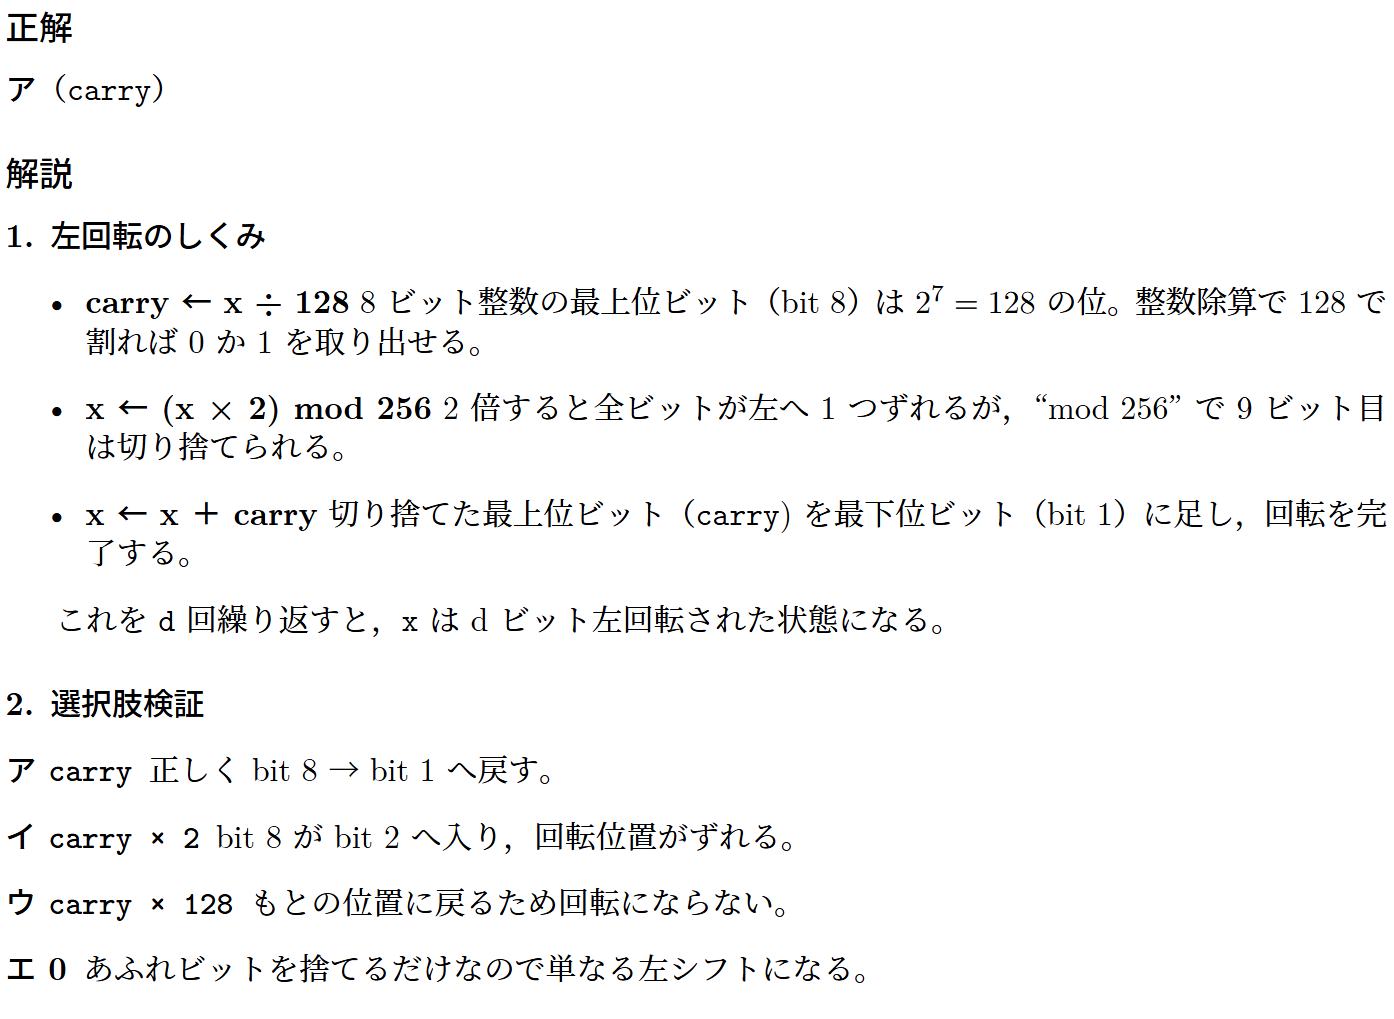 正解
ア（carry）
解説
1. 左回転のしくみ
• carry ← x ÷ 128 8 ビット整数の最上位ビット（bit 8）は 2⁷ = 128 の位。整数除算で 128 で
割れば 0 か 1 を取り出せる。
• x ← (x × 2) mod 256 2 倍すると全ビットが左へ 1 つずれるが，“mod 256” で 9 ビット目
は切り捨てられる。
• x ← x ＋ carry 切り捨てた最上位ビット（carry) を最下位ビット（bit 1）に足し，回転を完
了する。
これを d 回繰り返すと，x は d ビット左回転された状態になる。
2. 選択肢検証
ア carry 正しく bit 8 → bit 1 へ戻す。
イ carry × 2 bit 8 が bit 2 へ入り，回転位置がずれる。
ウ carry × 128 もとの位置に戻るため回転にならない。
エ 0 あふれビットを捨てるだけなので単なる左シフトになる。